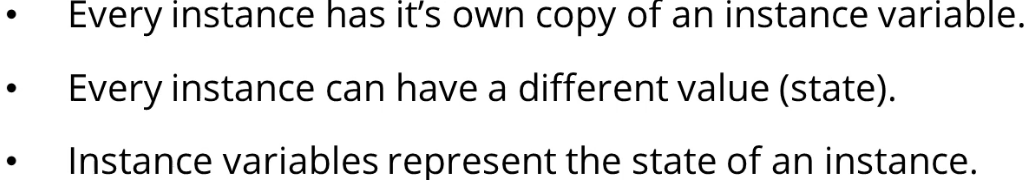 • Every instance has it’s own copy of an instance variable.
• Every instance can have a different value (state).
• Instance variables represent the state of an instance.